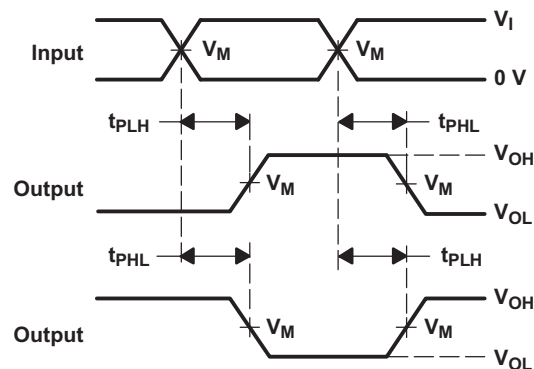 V_I
Input V_M V_M
0 V
t_PLH t_PHL
V_OH
Output V_M V_M
V_OL
t_PHL t_PLH
V_OH
Output V_M V_M
V_OL